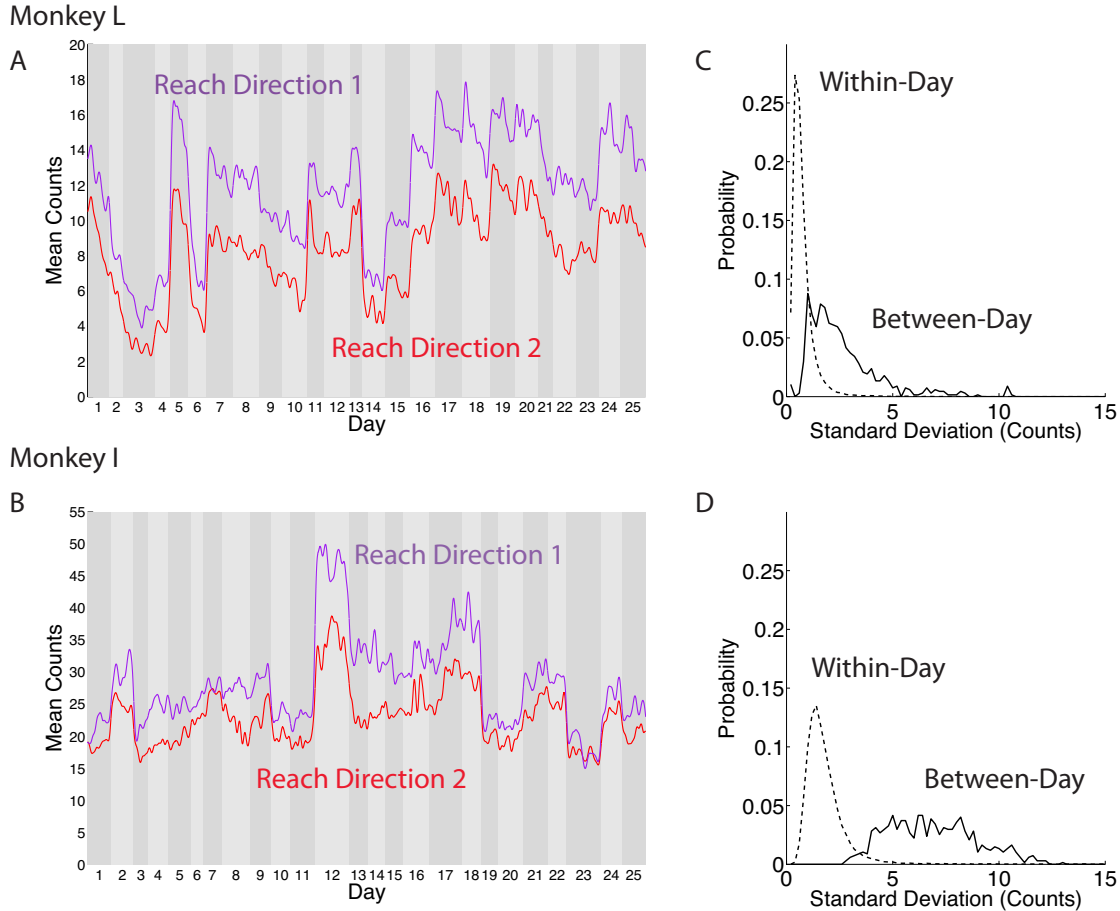 Monkey L
A
20
18
16
14
12
10
8
6
4
2
0
Mean Counts
Reach Direction 1
Reach Direction 2
1 2 3 4 5 6 7 8 9 10 11 12 13 14 15 16 17 18 19 20 21 22 23 24 25
Day
C
0.25
0.2
0.15
0.1
0.05
0
Probability
Within-Day
Between-Day
0 5 10 15
Standard Deviation (Counts)
Monkey I
B
55
50
45
40
35
30
25
20
15
10
5
0
Mean Counts
Reach Direction 1
Reach Direction 2
1 2 3 4 5 6 7 8 9 10 11 12 13 14 15 16 17 18 19 20 21 22 23 24 25
Day
D
0.25
0.2
0.15
0.1
0.05
0
Probability
Within-Day
Between-Day
0 5 10 15
Standard Deviation (Counts)